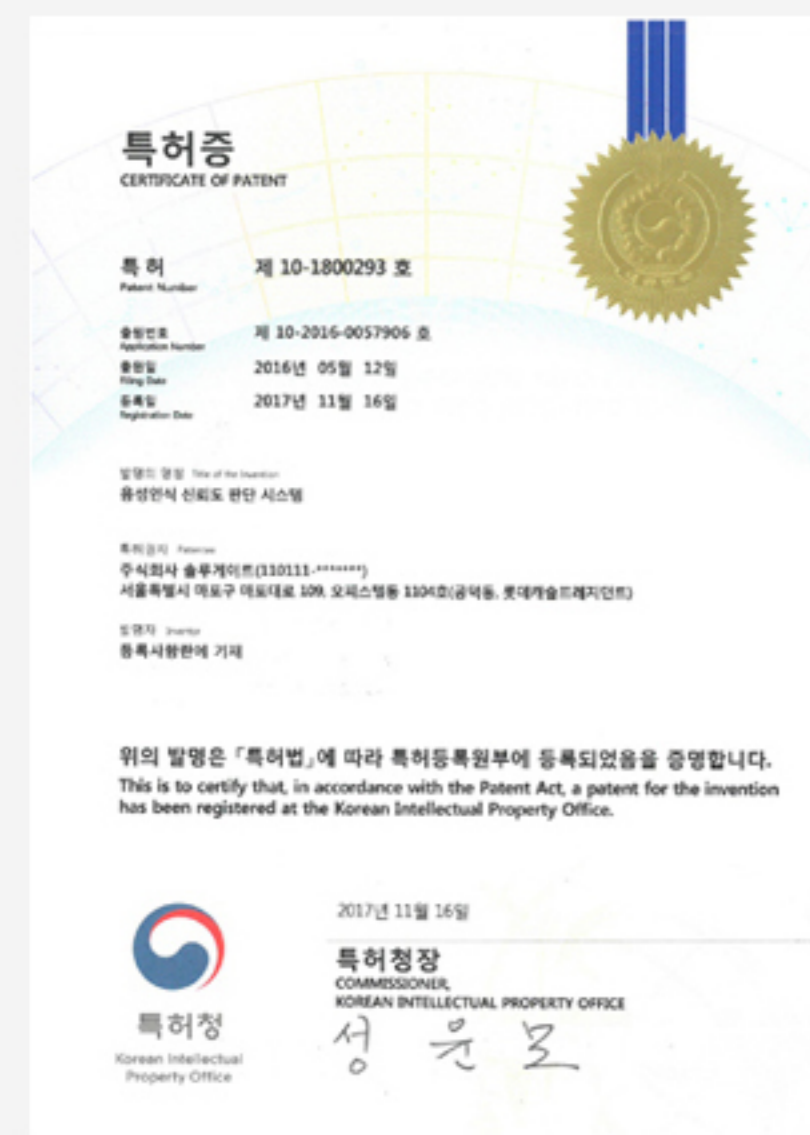 특허증
CERTIFICATE OF PATENT
특 허 제 10-1800293 호
Patent Number
출원번호 제 10-2016-0057906 호
Application Number
출원일 2016년 05월 12일
Filing Date
등록일 2017년 11월 16일
Registration Date
발명의 명칭 Title of the Invention
음성인식 신뢰도 판단 시스템
특허권자 Patentee
주식회사 솔루게이트(110111-*******)
서울특별시 마포구 마포대로 109, 오피스텔동 1104호(공덕동, 롯데캐슬프레지던트)
발명자 Inventor
등록사항란에 기재
위의 발명은 「특허법」에 따라 특허등록원부에 등록되었음을 증명합니다.
This is to certify that, in accordance with the Patent Act, a patent for the invention
has been registered at the Korean Intellectual Property Office.
2017년 11월 16일
특허청장
COMMISSIONER,
KOREAN INTELLECTUAL PROPERTY OFFICE
성 윤 모
특허청
Korean Intellectual
Property Office